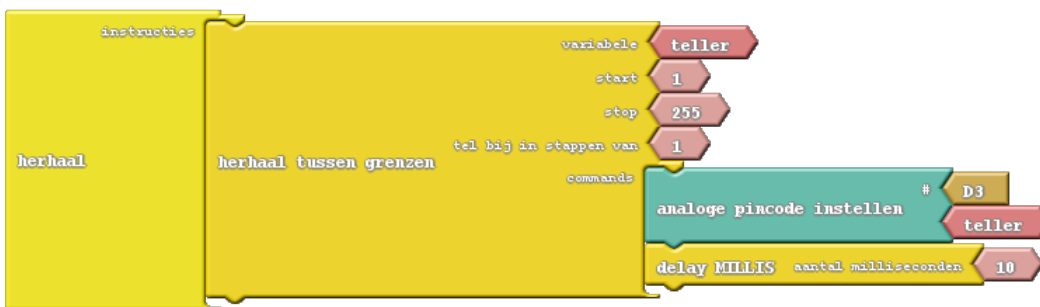 instructies
variabele teller
start 1
stop 255
tel bij in stappen van 1
herhaal
herhaal tussen grenzen
commands
# D3
analoge pincode instellen
teller
delay MILLIS aantal milliseconden 10